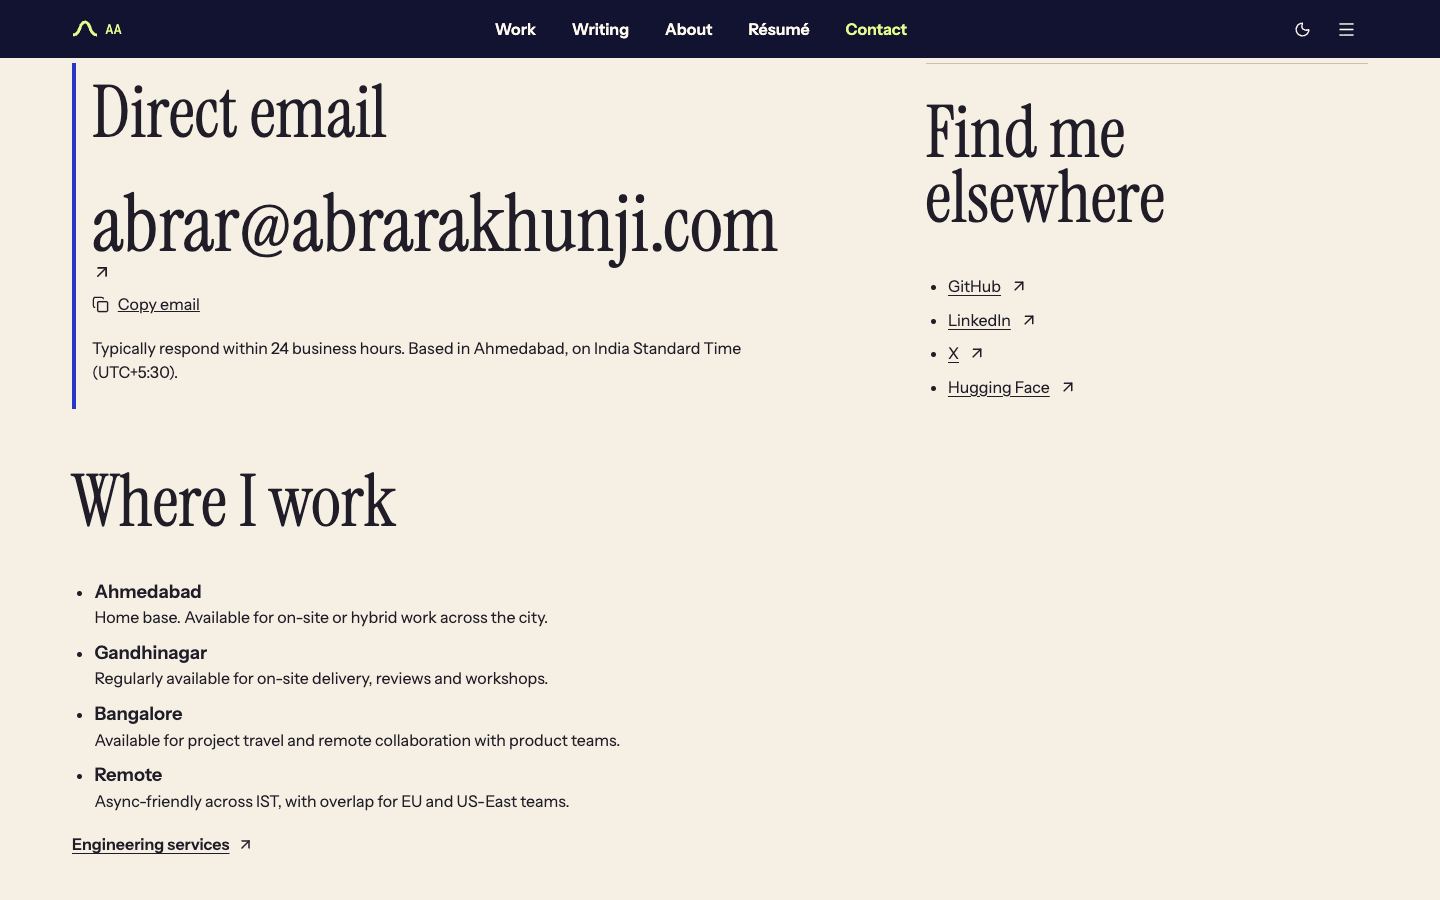 AA
Work
Writing
About
Résumé
Contact
Direct email
abrar@abrarakhunji.com
Copy email
Typically respond within 24 business hours. Based in Ahmedabad, on India Standard Time
(UTC+5:30).
Find me
elsewhere
GitHub
LinkedIn
X
Hugging Face
Where I work
Ahmedabad
Home base. Available for on-site or hybrid work across the city.
Gandhinagar
Regularly available for on-site delivery, reviews and workshops.
Bangalore
Available for project travel and remote collaboration with product teams.
Remote
Async-friendly across IST, with overlap for EU and US-East teams.
Engineering services